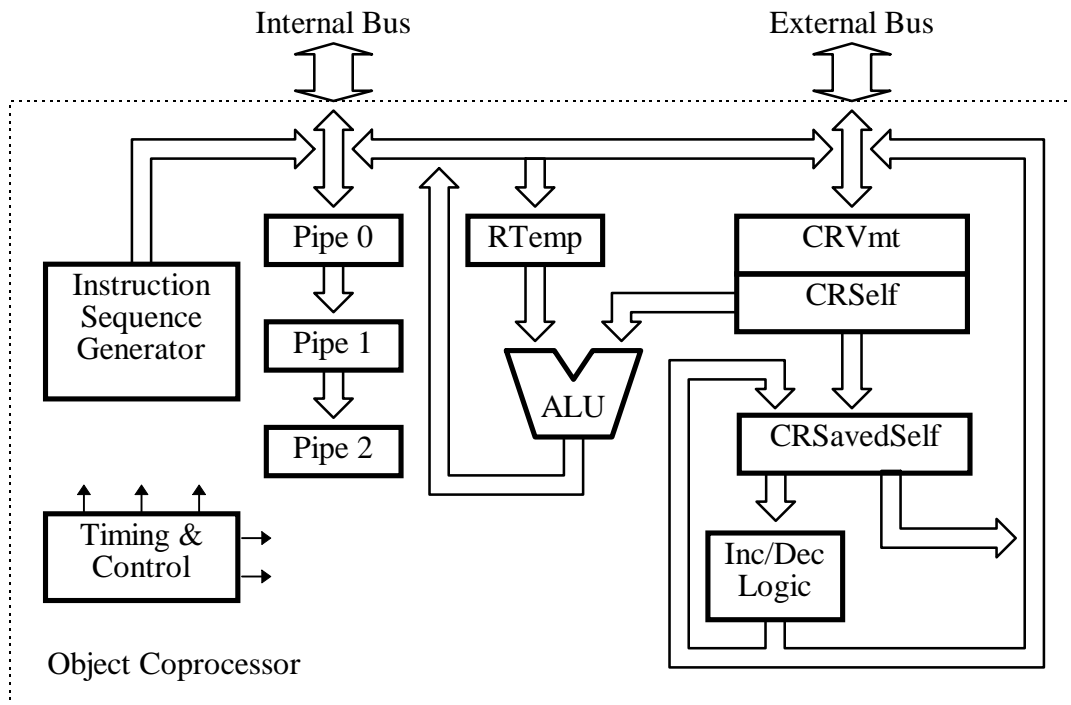 Internal Bus
External Bus
Pipe 0
RTemp
CRVmt
Instruction
Sequence
Generator
CRSelf
Pipe 1
ALU
CRSavedSelf
Pipe 2
Timing &
Control
Inc/Dec
Logic
Object Coprocessor